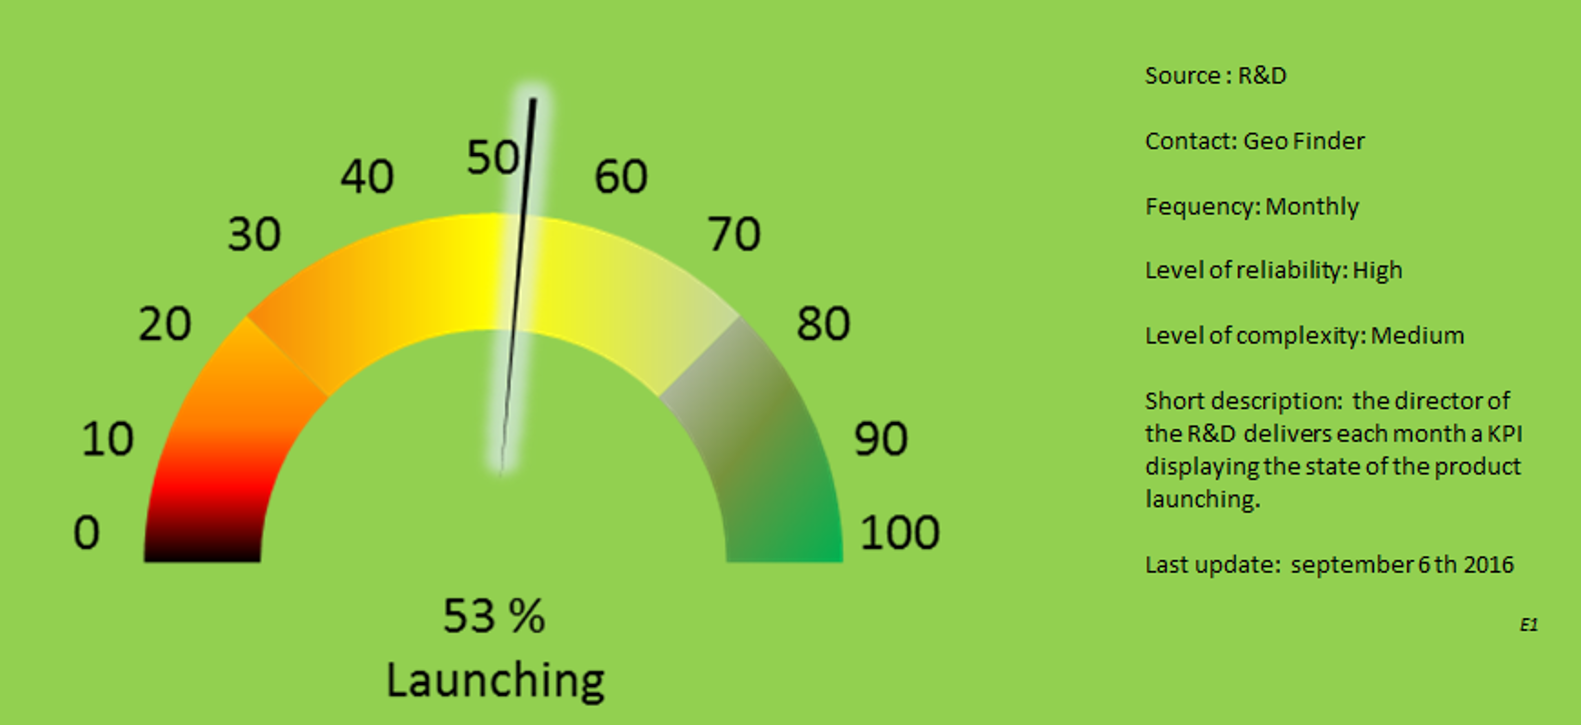 50
40
60
30
70
20
80
10
90
0
100
53 %
Launching
Source : R&D
Contact: Geo Finder
Fequency: Monthly
Level of reliability: High
Level of complexity: Medium
Short description: the director of
the R&D delivers each month a KPI
displaying the state of the product
launching.
Last update: september 6 th 2016
E1